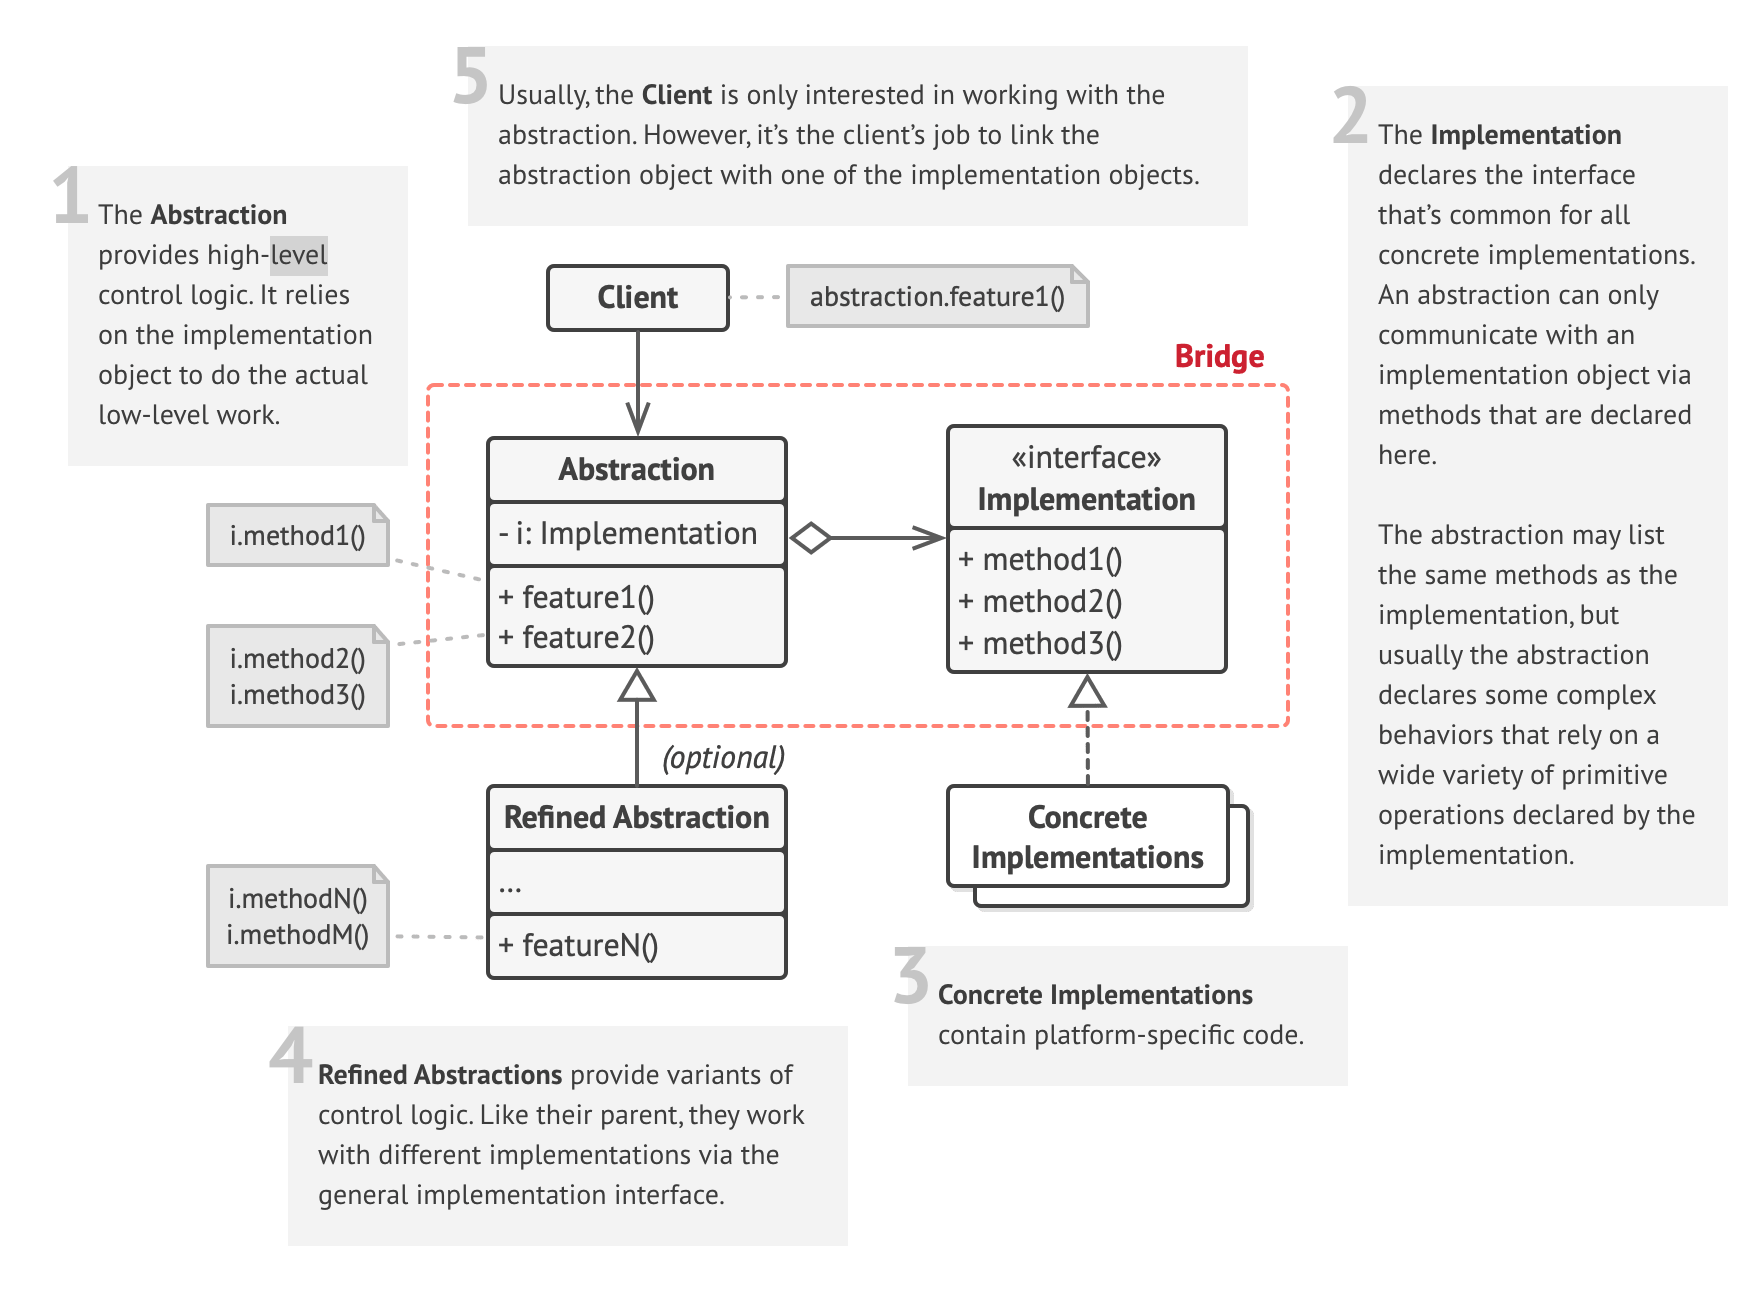 5
Usually, the Client is only interested in working with the
abstraction. However, it’s the client’s job to link the
abstraction object with one of the implementation objects.
1
The Abstraction
provides high-level
control logic. It relies
on the implementation
object to do the actual
low-level work.
2
The Implementation
declares the interface
that’s common for all
concrete implementations.
An abstraction can only
communicate with an
implementation object via
methods that are declared
here.
The abstraction may list
the same methods as the
implementation, but
usually the abstraction
declares some complex
behaviors that rely on a
wide variety of primitive
operations declared by the
implementation.
Client
abstraction.feature1()
Bridge
Abstraction
- i: Implementation
+ feature1()
+ feature2()
i.method1()
i.method2()
i.method3()
«interface»
Implementation
+ method1()
+ method2()
+ method3()
(optional)
Refined Abstraction
...
+ featureN()
i.methodN()
i.methodM()
Concrete
Implementations
3
Concrete Implementations
contain platform-specific code.
4
Refined Abstractions provide variants of
control logic. Like their parent, they work
with different implementations via the
general implementation interface.